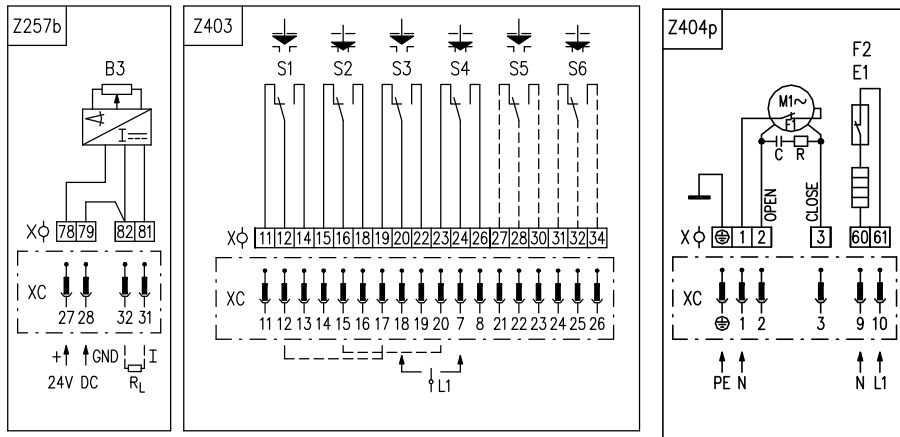 Z257b
B3
I
X 78 79 82 81
XC
27 28 32 31
+ GND I
24V DC RL
Z403
S1 S2 S3 S4 S5 S6
X 11 12 14 15 16 18 19 20 22 23 24 26 27 28 30 31 32 34
XC
11 12 13 14 15 16 17 18 19 20 7 8 21 22 23 24 25 26
L1
Z404p
F2
E1
M1~
F1
C R
OPEN
CLOSE
X 1 2 3 60 61
XC
1 2 3 9 10
PE N N L1